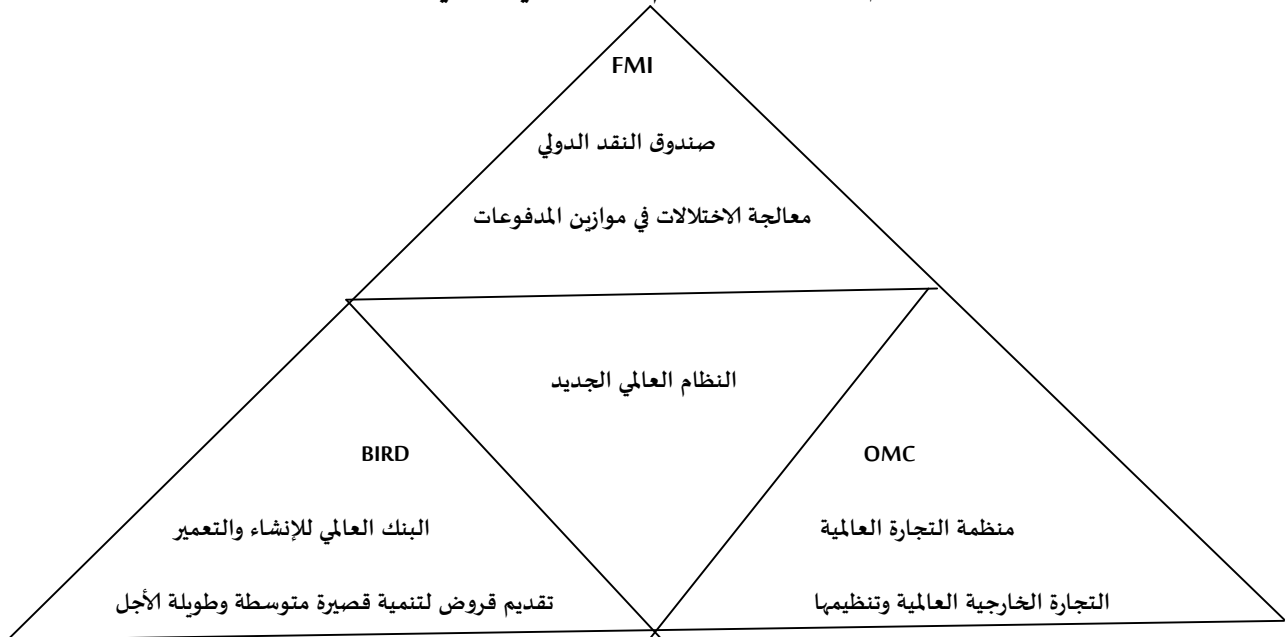 FMI
صندوق النقد الدولي
معالجة الاختلالات في موازين المدفوعات
النظام العالمي الجديد
OMC
BIRD
منظمة التجارة العالمية
البنك العالمي للإنشاء والتعمير
التجارة الخارجية العالمية وتنظيمها
تقديم قروض لتنمية قصيرة متوسطة وطويلة الأجل